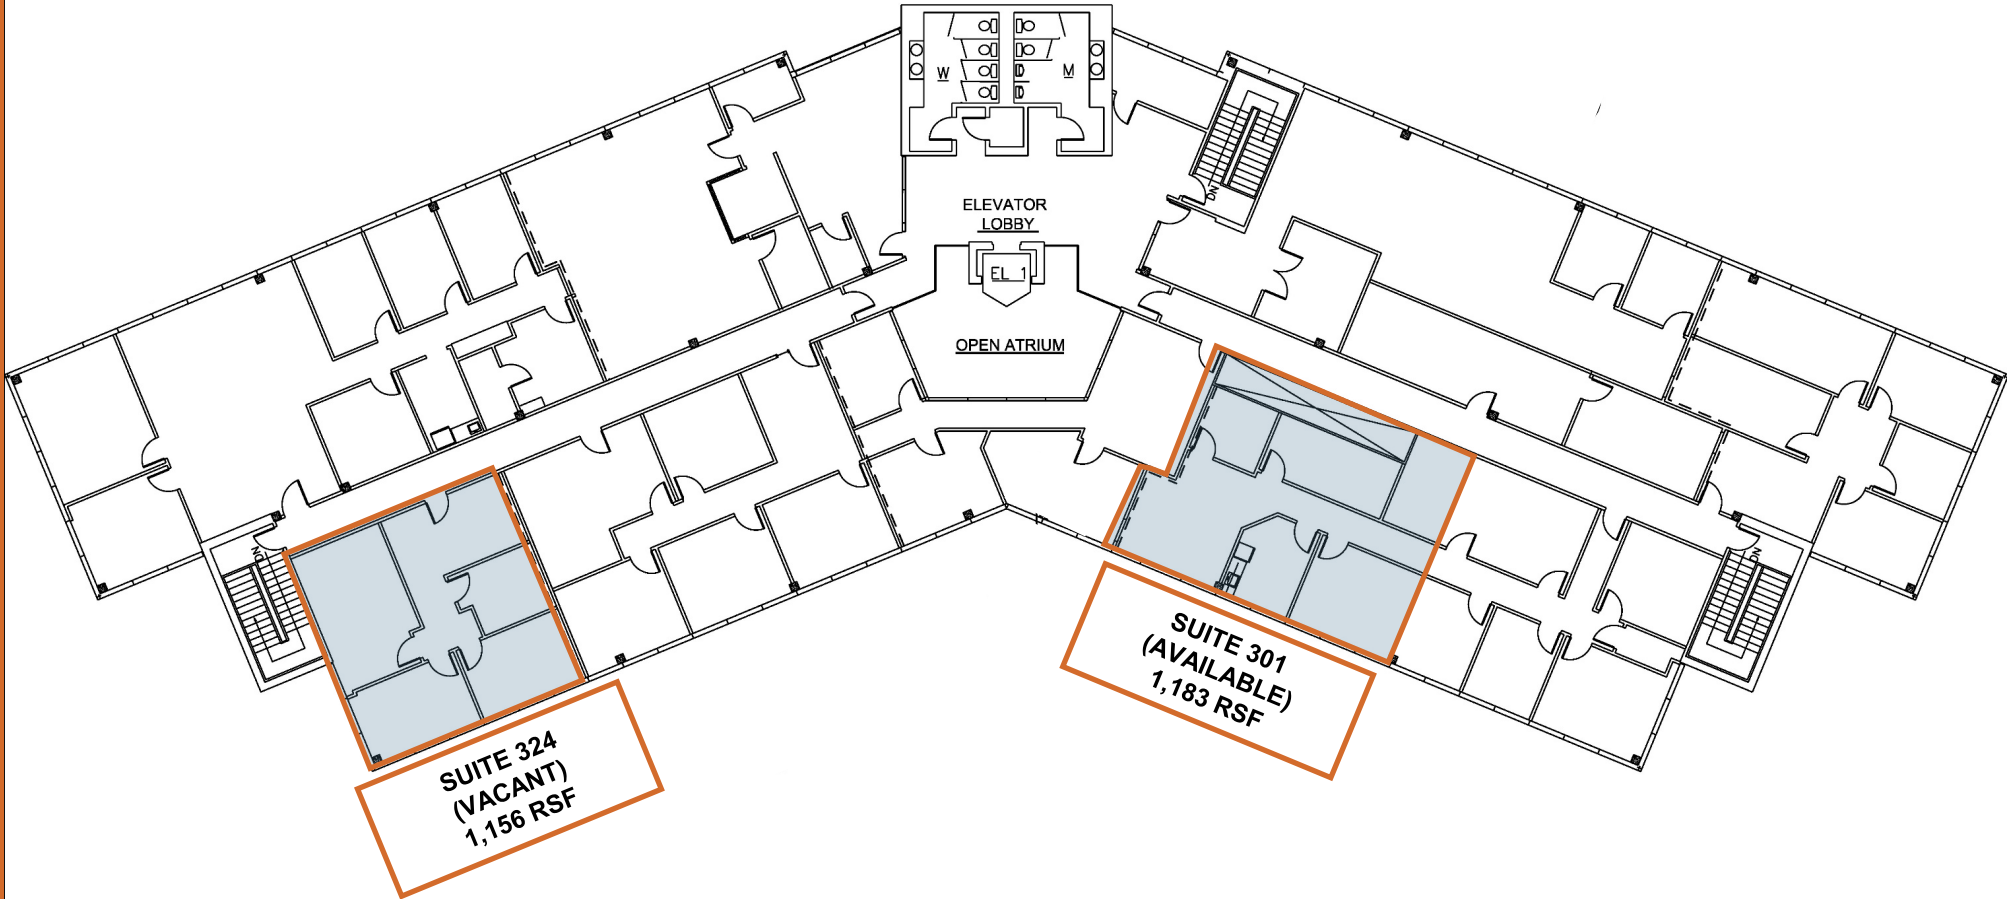 W
M
DN
ELEVATOR
LOBBY
EL 1
OPEN ATRIUM
DN
DN
SUITE 301
(AVAILABLE)
1,183 RSF
SUITE 324
(VACANT)
1,156 RSF